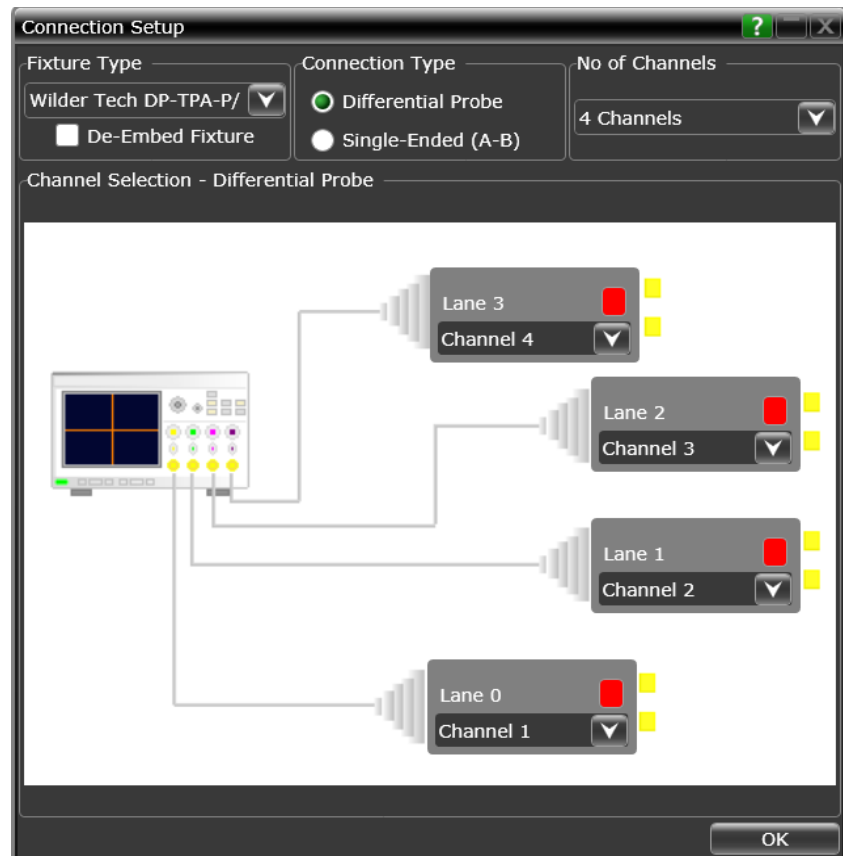 Connection Setup
?
X
Fixture Type
Connection Type
No of Channels
Wilder Tech DP-TPA-P/
De-Embed Fixture
Differential Probe
Single-Ended (A-B)
4 Channels
Channel Selection - Differential Probe
Lane 3
Channel 4
Lane 2
Channel 3
Lane 1
Channel 2
Lane 0
Channel 1
OK